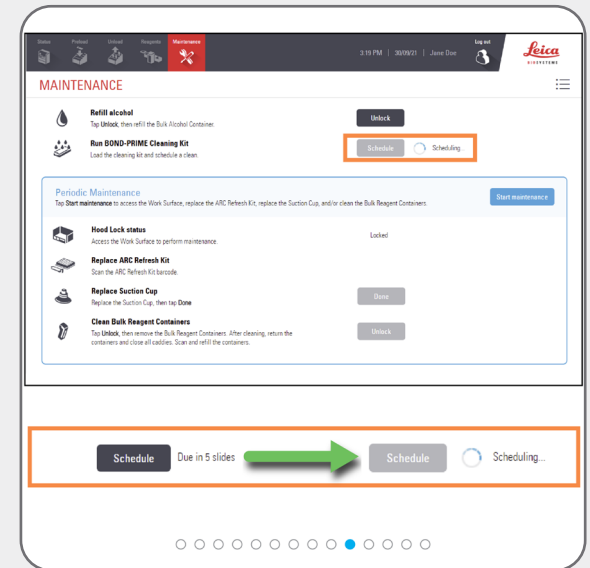 Status Preload Unload Reagents Maintenance 3:19 PM | 30/09/21 | Jane Doe Log out
Leica
BIOSYSTEMS
MAINTENANCE
Refill alcohol
Tap Unlock, then refill the Bulk Alcohol Container.
Unlock
Run BOND-PRIME Cleaning Kit
Load the cleaning kit and schedule a clean.
Schedule Scheduling...
Periodic Maintenance
Tap Start maintenance to access the Work Surface, replace the ARC Refresh Kit, replace the Suction Cup, and/or clean the Bulk Reagent Containers.
Start maintenance
Hood Lock status
Access the Work Surface to perform maintenance.
Locked
Replace ARC Refresh Kit
Scan the ARC Refresh Kit barcode.
Replace Suction Cup
Replace the Suction Cup, then tap Done
Done
Clean Bulk Reagent Containers
Tap Unlock, then remove the Bulk Reagent Containers. After cleaning, return the
containers and close all caddies. Scan and refill the containers.
Unlock
Schedule Due in 5 slides Schedule Scheduling...